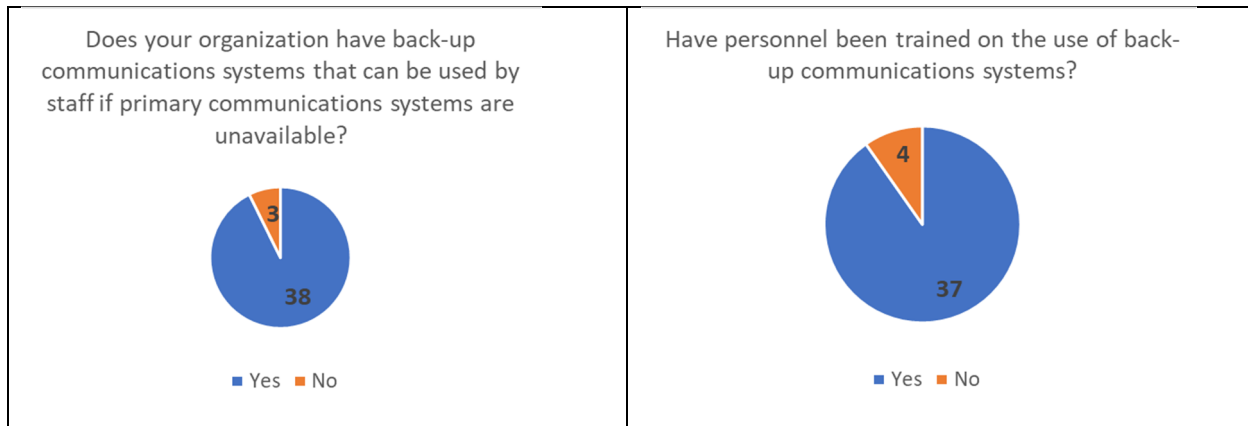 Does your organization have back-up
communications systems that can be used by
staff if primary communications systems are
unavailable?
3
38
Yes No
Have personnel been trained on the use of back-
up communications systems?
4
37
Yes No